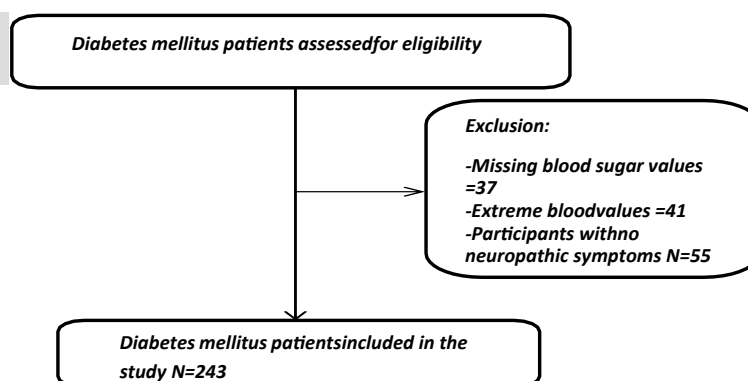 Diabetes mellitus patients assessedfor eligibility
Exclusion:
-Missing blood sugar values
=37
-Extreme bloodvalues =41
-Participants withno
neuropathic symptoms N=55
Diabetes mellitus patientsincluded in the
study N=243